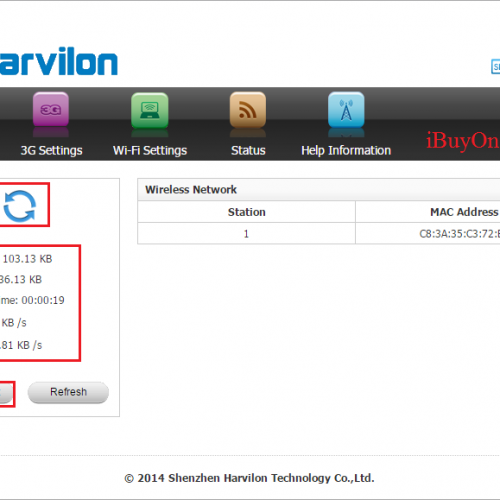 arvilon
3G Settings Wi-Fi Settings Status Help Information
iBuyOn
Wireless Network
Station MAC Address
1 C8:3A:35:C3:72:
103.13 KB
36.13 KB
me: 00:00:19
KB /s
.81 KB /s
Refresh
© 2014 Shenzhen Harvilon Technology Co.,Ltd.